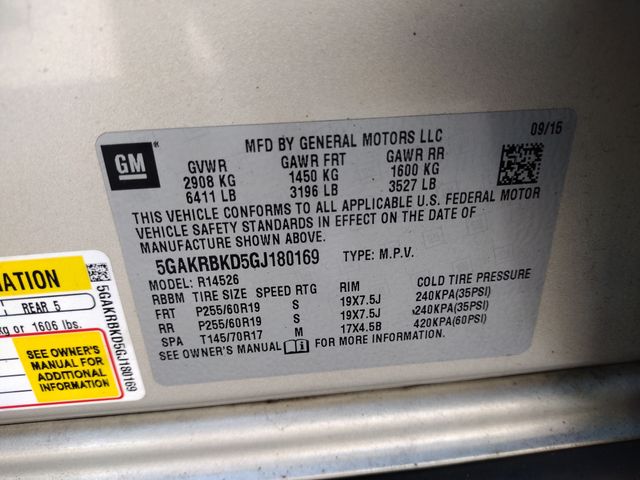 GM
MFD BY GENERAL MOTORS LLC
09/15
GVWR GAWR FRT GAWR RR
2908 KG 1450 KG 1600 KG
6411 LB 3196 LB 3527 LB
THIS VEHICLE CONFORMS TO ALL APPLICABLE U.S. FEDERAL MOTOR
VEHICLE SAFETY STANDARDS IN EFFECT ON THE DATE OF
MANUFACTURE SHOWN ABOVE.
5GAKRBKD5GJ180169 TYPE: M.P.V.
MODEL: R14526
RBBM TIRE SIZE SPEED RTG RIM COLD TIRE PRESSURE
FRT P255/60R19 S 19X7.5J 240KPA(35PSI)
RR P255/60R19 S 19X7.5J 240KPA(35PSI)
SPA T145/70R17 M 17X4.5B 420KPA(60PSI)
SEE OWNER'S MANUAL FOR MORE INFORMATION.
REAR 5
kg or 1606 lbs.
SEE OWNER'S
MANUAL FOR
ADDITIONAL
INFORMATION
5GAKRBKD5GJ180169